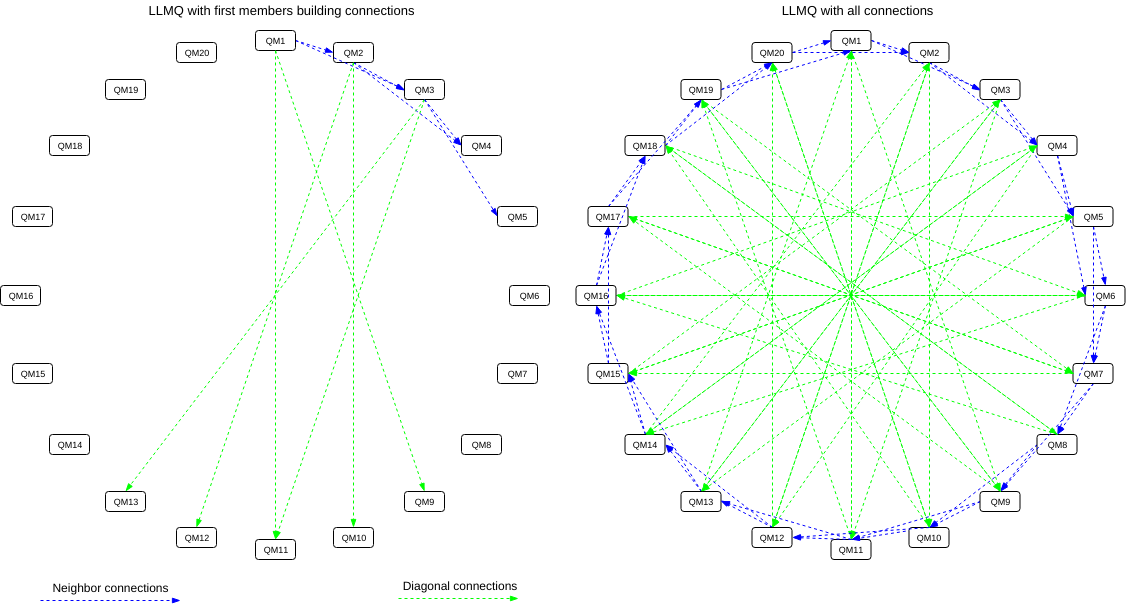 LLMQ with first members building connections
QM1
QM20
QM2
QM19
QM3
QM18
QM4
QM17
QM5
QM16
QM6
QM15
QM7
QM14
QM8
QM13
QM9
QM12
QM10
QM11
Neighbor connections
Diagonal connections
LLMQ with all connections
QM1
QM20
QM2
QM19
QM3
QM18
QM4
QM17
QM5
QM16
QM6
QM15
QM7
QM14
QM8
QM13
QM9
QM12
QM10
QM11